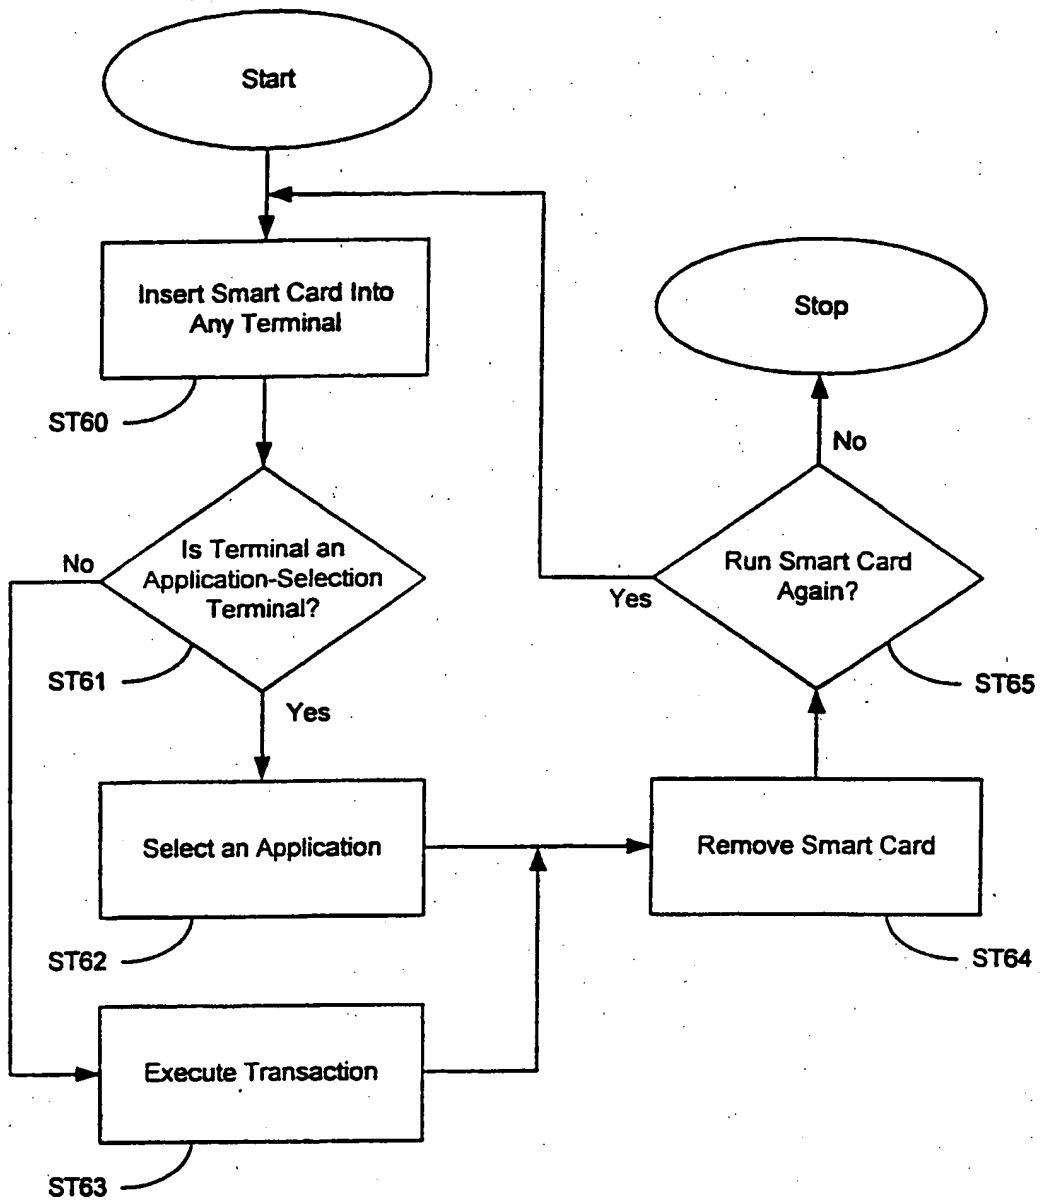 Start
Insert Smart Card Into
Any Terminal
ST60
Is Terminal an
Application-Selection
Terminal?
No
ST61
Yes
Select an Application
ST62
Execute Transaction
ST63
Stop
No
Run Smart Card
Again?
Yes
ST65
Remove Smart Card
ST64